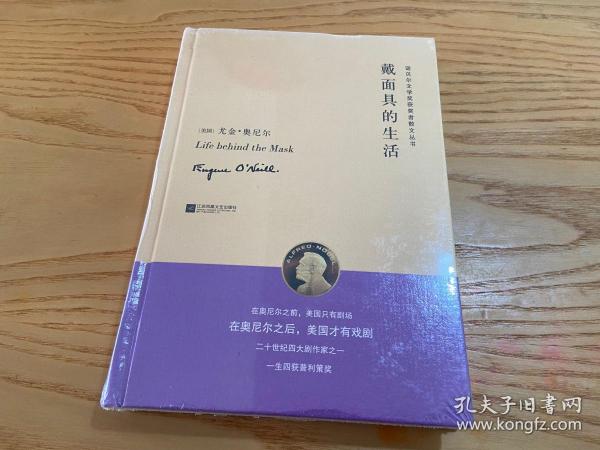 诺贝尔文学奖获奖者散文丛书
戴面具的生活
〔美国〕尤金·奥尼尔
Life behind the Mask
Eugene O'Neill.
江苏凤凰文艺出版社
ALFRED·NOBEL
在奥尼尔之前，美国只有剧场
在奥尼尔之后，美国才有戏剧
二十世纪四大剧作家之一
一生四获普利策奖
孔夫子旧书网
www.kongfz.com